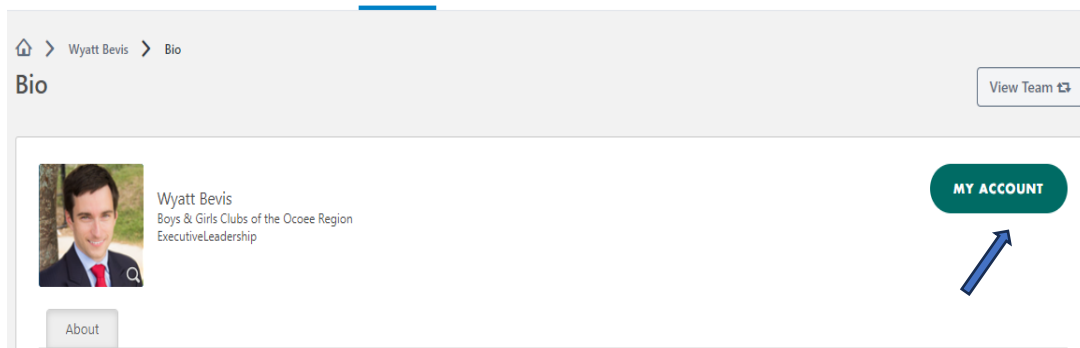 Wyatt Bevis Bio
Bio
View Team
Wyatt Bevis
Boys & Girls Clubs of the Ocoee Region
ExecutiveLeadership
MY ACCOUNT
About